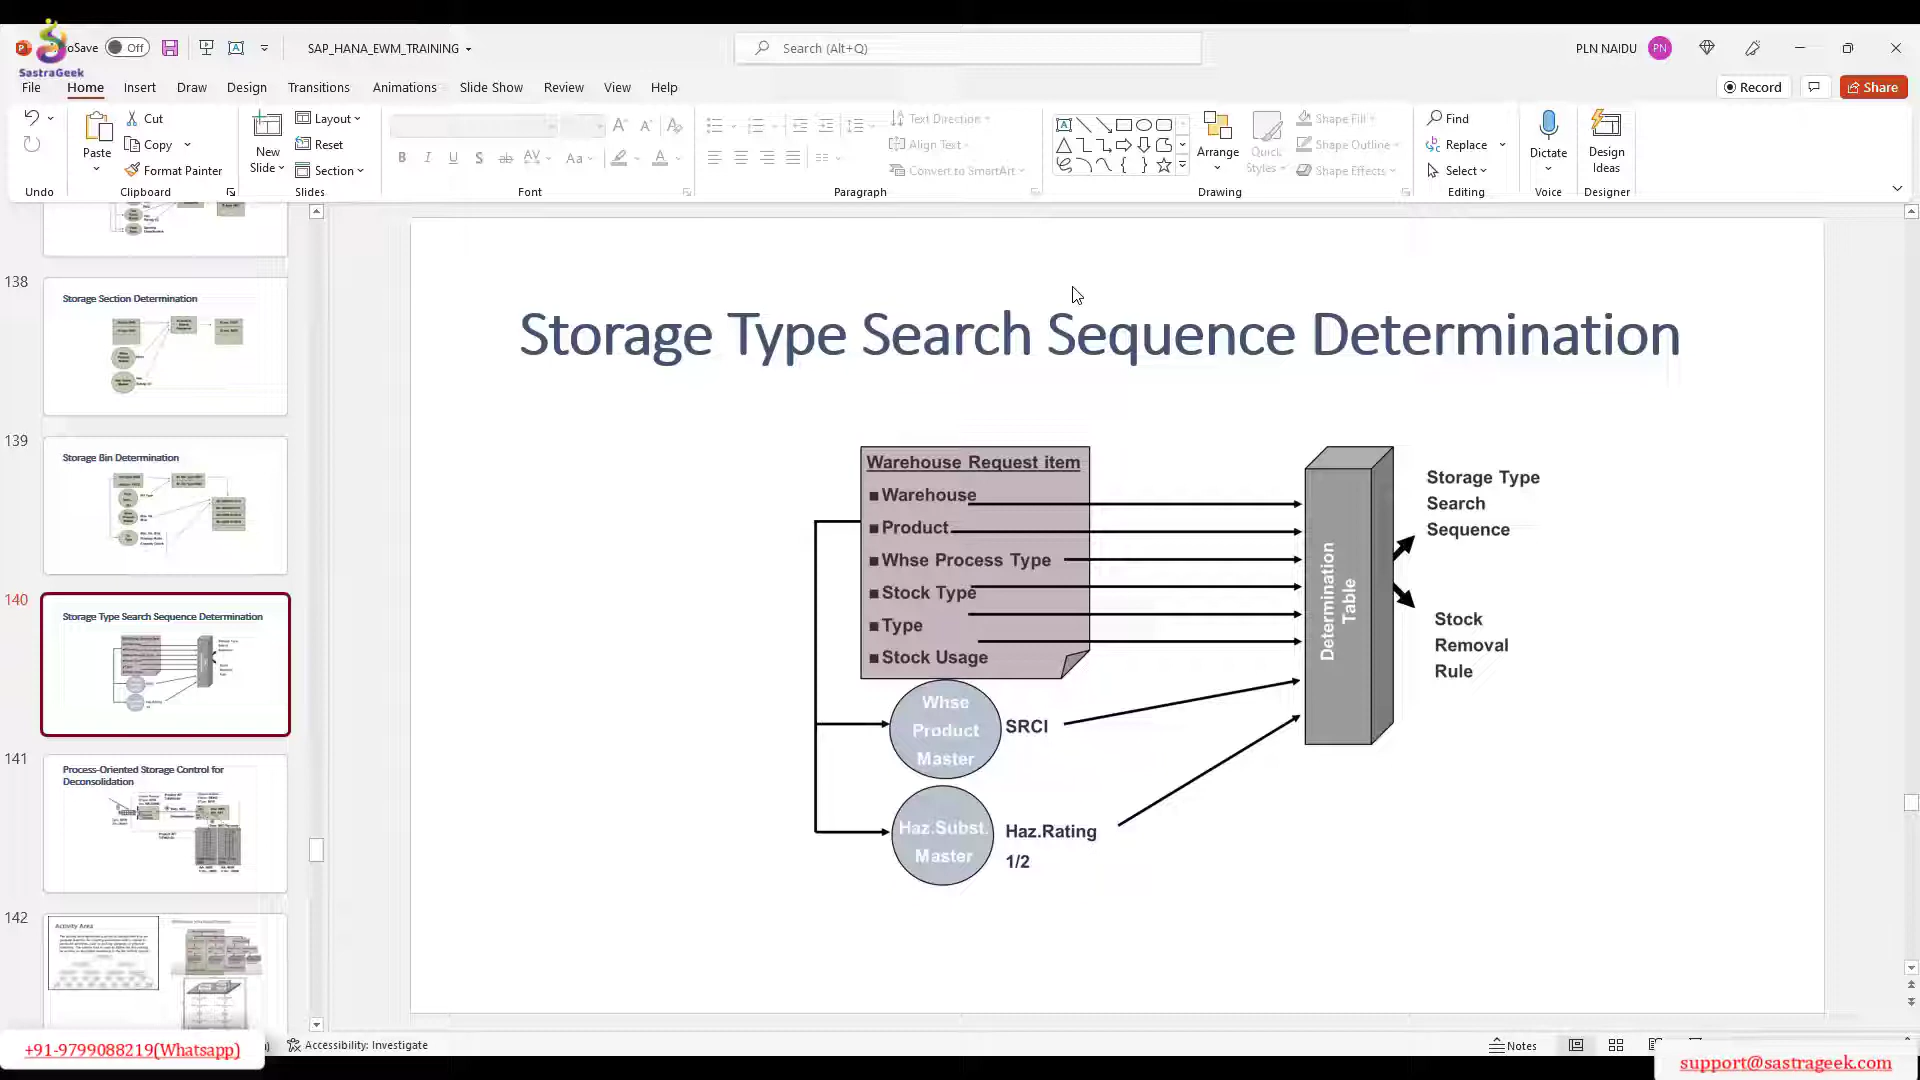 SastraGeek
AutoSave Off
SAP_HANA_EWM_TRAINING
Search (Alt+Q)
PLN NAIDU PN
File Home Insert Draw Design Transitions Animations Slide Show Review View Help
Record Share
Paste
Cut
Copy
Format Painter
New
Slide
Layout
Reset
Section
Text Direction
Align Text
Convert to SmartArt
Arrange
Quick
Styles
Shape Fill
Shape Outline
Shape Effects
Find
Replace
Select
Dictate
Design
Ideas
Undo Clipboard Slides Font Paragraph Drawing Editing Voice Designer
138
Storage Section Determination
139
Storage Bin Determination
140
Storage Type Search Sequence Determination
141
Process-Oriented Storage Control for
Deconsolidation
142
Activity Area
Storage Type Search Sequence Determination
Warehouse Request item
Warehouse
Product
Whse Process Type
Stock Type
Type
Stock Usage
Whse
Product
Master
SRCI
Haz.Subst.
Master
Haz.Rating
1/2
Determination
Table
Storage Type
Search
Sequence
Stock
Removal
Rule
+91-9799088219(Whatsapp)
Accessibility: Investigate
Notes
support@sastrageek.com